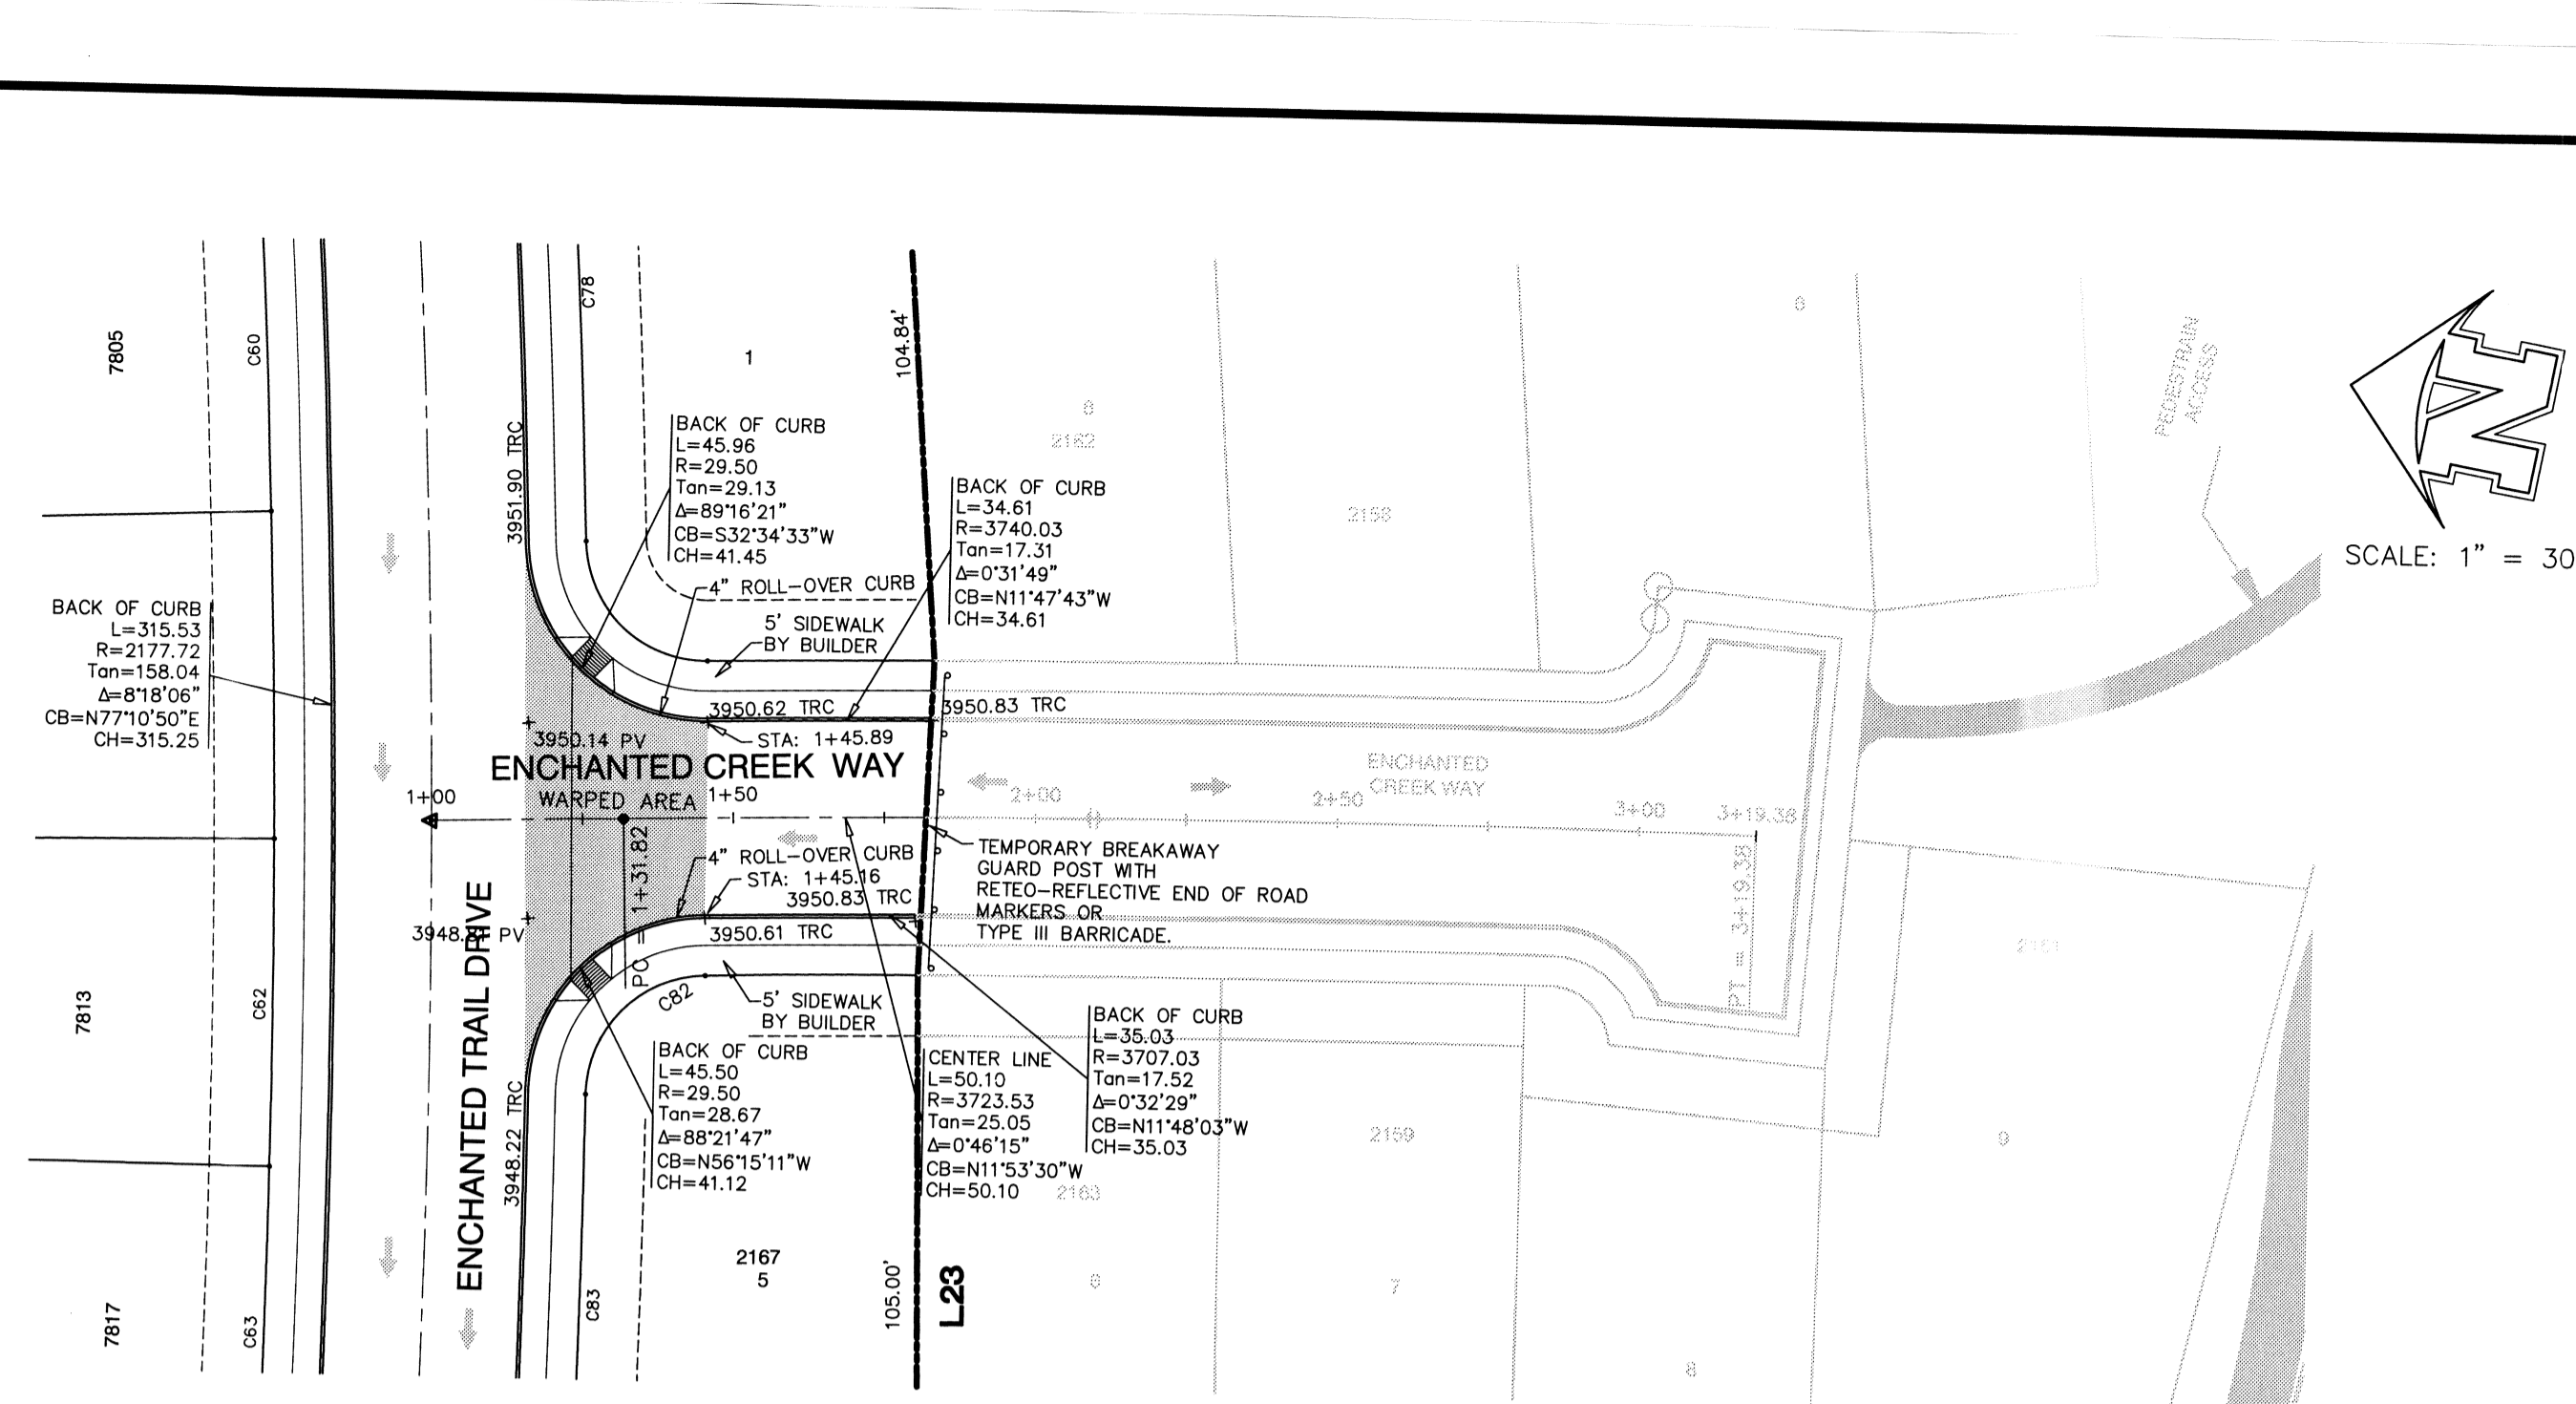 7805
C60
C78
1
104.84'
3951.90 TRC
BACK OF CURB
L=45.96
R=29.50
Tan=29.13
Δ=89°16'21"
CB=S32°34'33"W
CH=41.45
BACK OF CURB
L=34.61
R=3740.03
Tan=17.31
Δ=0°31'49"
CB=N11°47'43"W
CH=34.61
4" ROLL-OVER CURB
5' SIDEWALK
BY BUILDER
8
2162
2158
PEDESTRAIN
ACCESS
N
SCALE: 1" = 30
BACK OF CURB
L=315.53
R=2177.72
Tan=158.04
Δ=8°18'06"
CB=N77°10'50"E
CH=315.25
3950.62 TRC
3950.83 TRC
3950.14 PV
STA: 1+45.89
ENCHANTED CREEK WAY
1+00
WARPED AREA
1+50
ENCHANTED
CREEK WAY
2+00
2+50
3+00
3+19.38
PC = 1+31.82
PT = 3+19.38
4" ROLL-OVER CURB
STA: 1+45.16
3950.83 TRC
TEMPORARY BREAKAWAY
GUARD POST WITH
RETEO-REFLECTIVE END OF ROAD
MARKERS OR
TYPE III BARRICADE.
3950.61 TRC
PV
C82
5' SIDEWALK
BY BUILDER
7813
C62
ENCHANTED TRAIL DRIVE
3948.22 TRC
BACK OF CURB
L=45.50
R=29.50
Tan=28.67
Δ=88°21'47"
CB=N56°15'11"W
CH=41.12
CENTER LINE
L=50.10
R=3723.53
Tan=25.05
Δ=0°46'15"
CB=N11°53'30"W
CH=50.10
BACK OF CURB
L=35.03
R=3707.03
Tan=17.52
Δ=0°32'29"
CB=N11°48'03"W
CH=35.03
2163
2159
2161
9
2167
5
105.00'
L23
7
8
7817
C63
C83